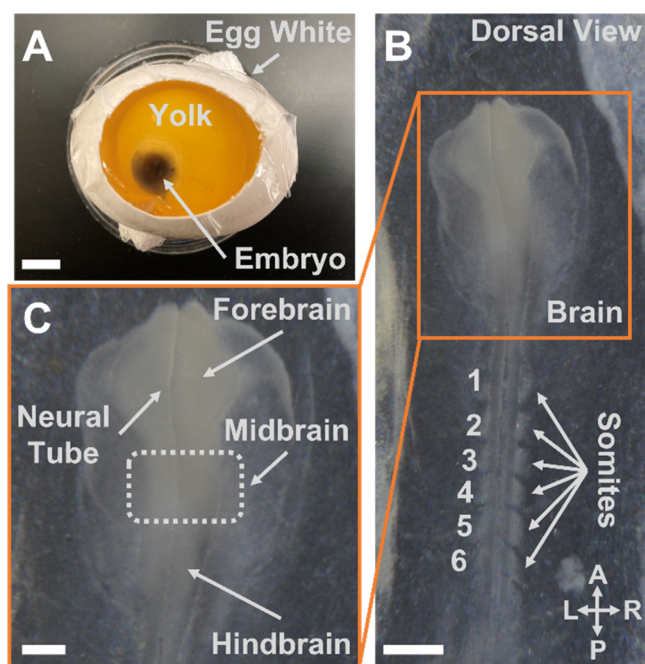 A
Egg White
Yolk
Embryo
B
Dorsal View
Brain
1
2
3
4
5
6
Somites
A
L
R
P
C
Forebrain
Neural
Tube
Midbrain
Hindbrain